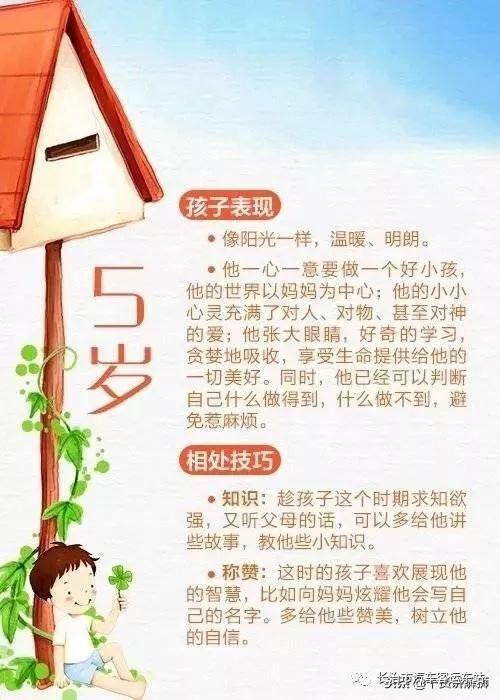 5岁
孩子表现
• 像阳光一样，温暖、明朗。
• 他一心一意要做一个好小孩，
他的世界以妈妈为中心；他的小小
心灵充满了对人、对物、甚至对神
的爱；他张大眼睛，好奇的学习，
贪婪地吸收，享受生命提供给他的
一切美好。同时，他已经可以判断
自己什么做得到，什么做不到，避
免惹麻烦。
相处技巧
• 知识：趁孩子这个时期求知欲
强，又听父母的话，可以多给他讲
些故事，教他些小知识。
• 称赞：这时的孩子喜欢展现他
的智慧，比如向妈妈炫耀他会写自
己的名字。多给他些赞美，树立他
的自信。
长治市汽车客运东站